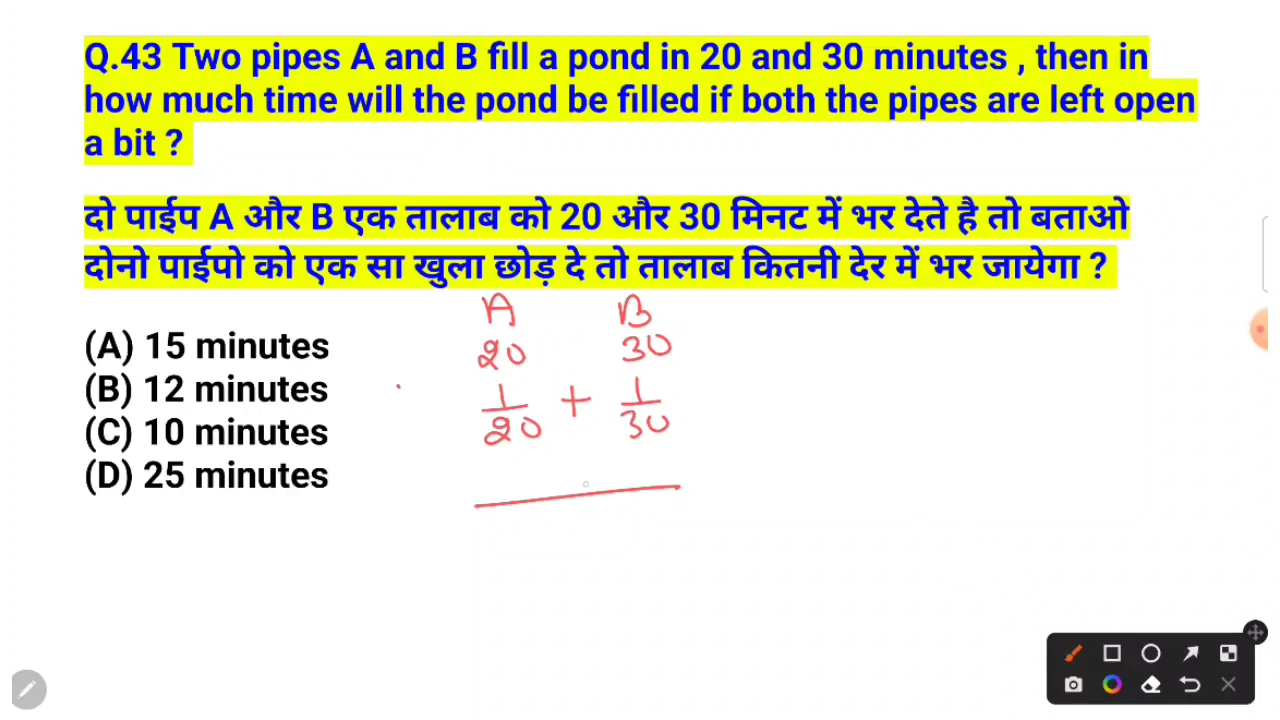 Q.43 Two pipes A and B fill a pond in 20 and 30 minutes , then in
how much time will the pond be filled if both the pipes are left open
a bit ?
दो पाईप A और B एक तालाब को 20 और 30 मिनट में भर देते है तो बताओ
दोनो पाईपो को एक सा खुला छोड़ दे तो तालाब कितनी देर में भर जायेगा ?
A B
(A) 15 minutes
20 30
(B) 12 minutes
1/20 + 1/30
(C) 10 minutes
(D) 25 minutes